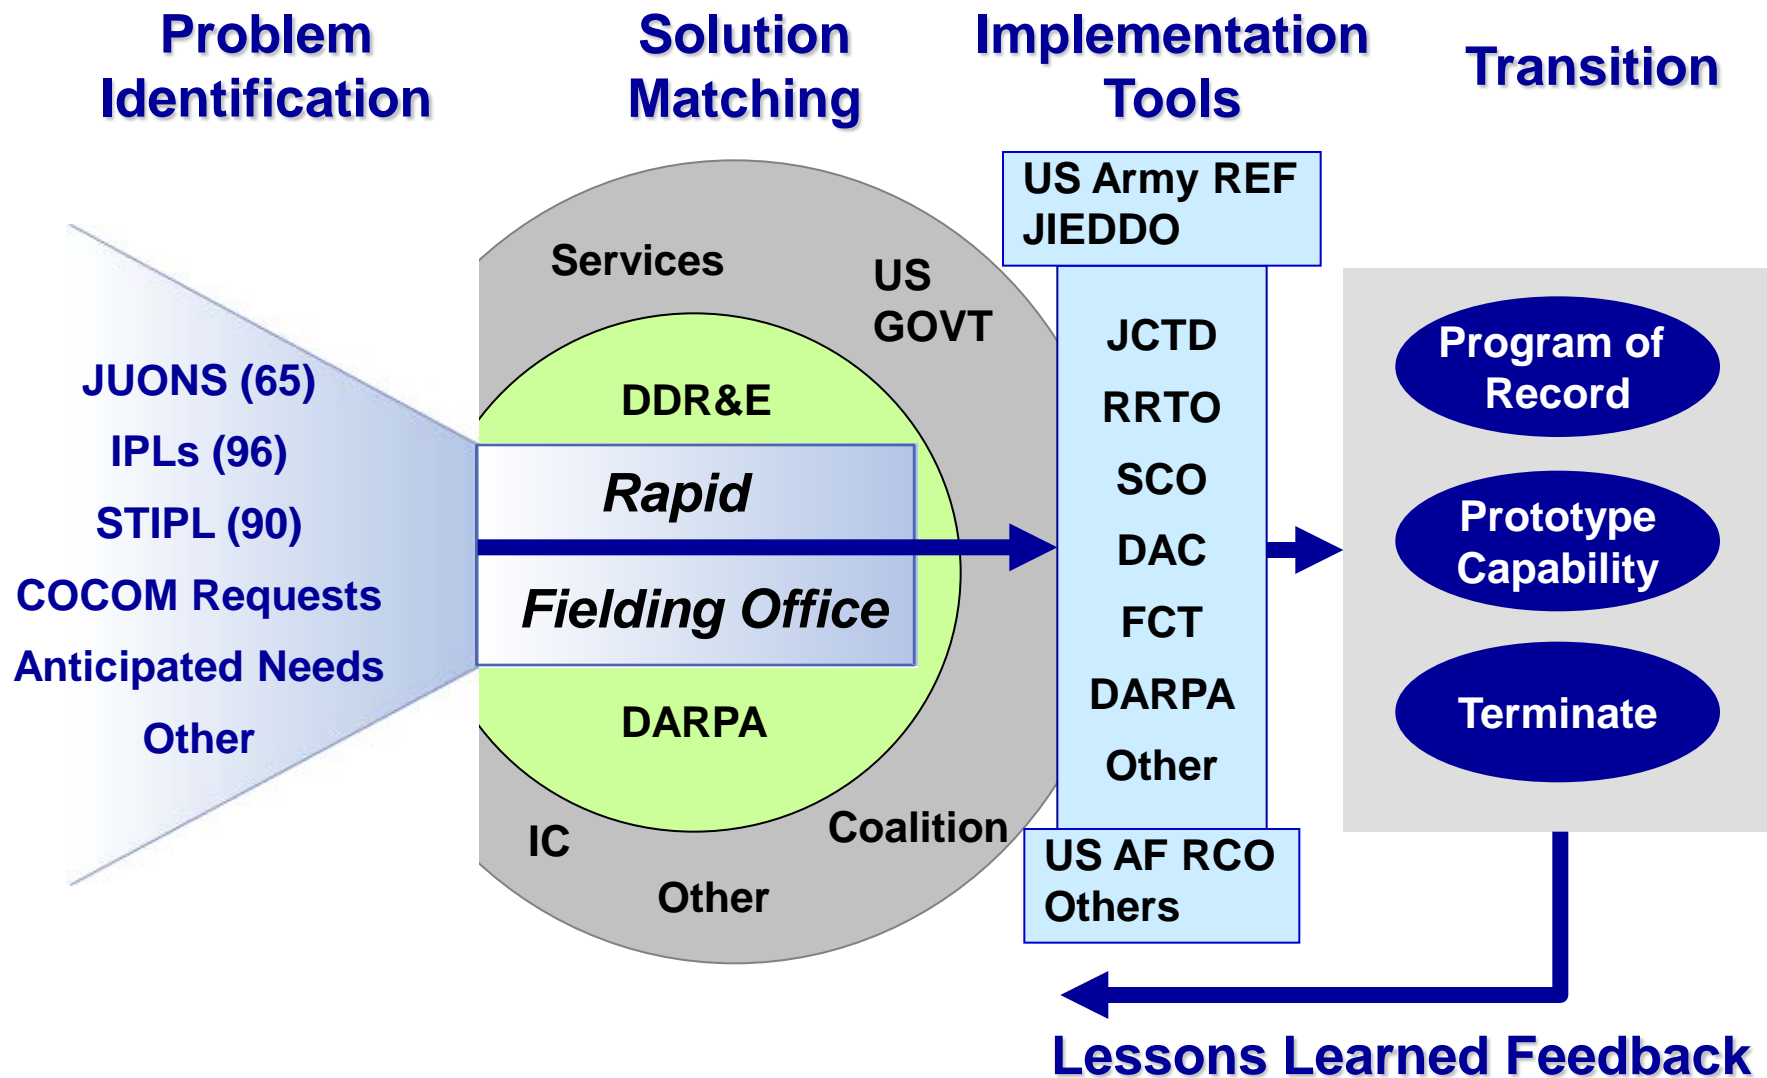 Problem
Identification
Solution
Matching
Implementation
Tools
Transition
JUONS (65)
IPLs (96)
STIPL (90)
COCOM Requests
Anticipated Needs
Other
Services
US
GOVT
DDR&E
Rapid
Fielding Office
DARPA
IC
Coalition
Other
US Army REF
JIEDDO
JCTD
RRTO
SCO
DAC
FCT
DARPA
Other
US AF RCO
Others
Program of
Record
Prototype
Capability
Terminate
Lessons Learned Feedback